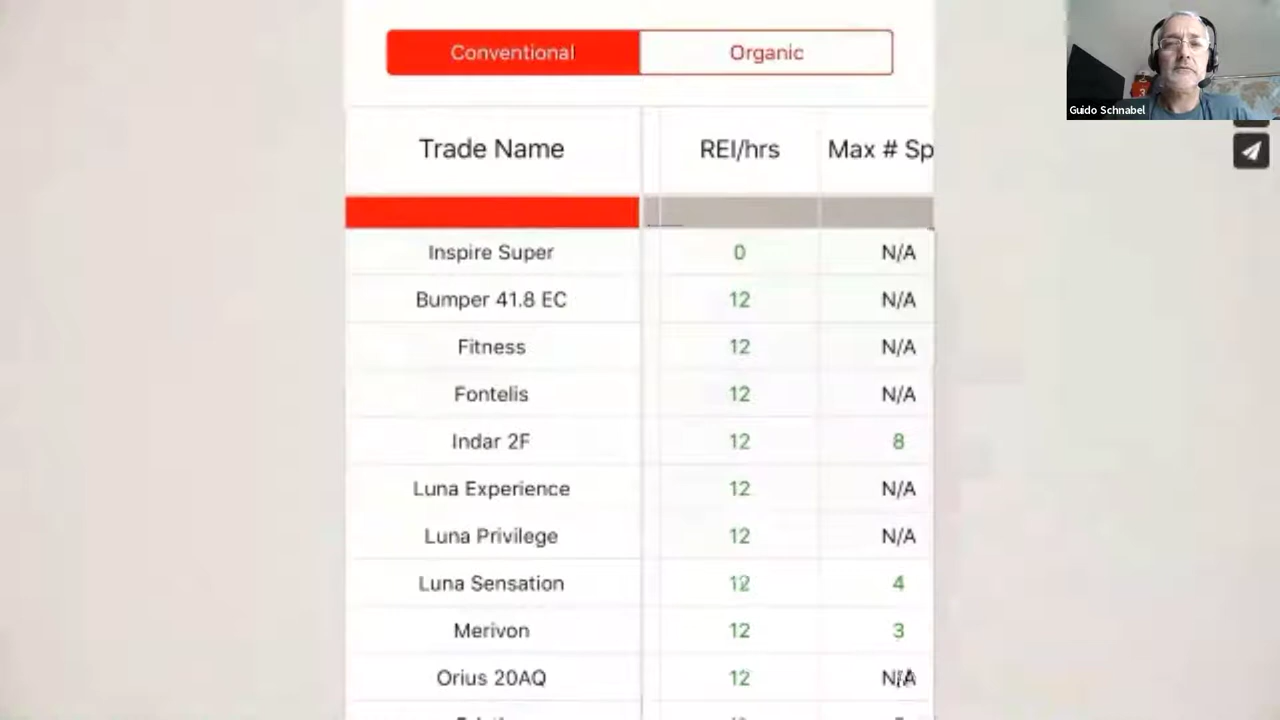 Conventional Organic
Guido Schnabel
Trade Name REI/hrs Max # Sp
Inspire Super 0 N/A
Bumper 41.8 EC 12 N/A
Fitness 12 N/A
Fontelis 12 N/A
Indar 2F 12 8
Luna Experience 12 N/A
Luna Privilege 12 N/A
Luna Sensation 12 4
Merivon 12 3
Orius 20AQ 12 N/A